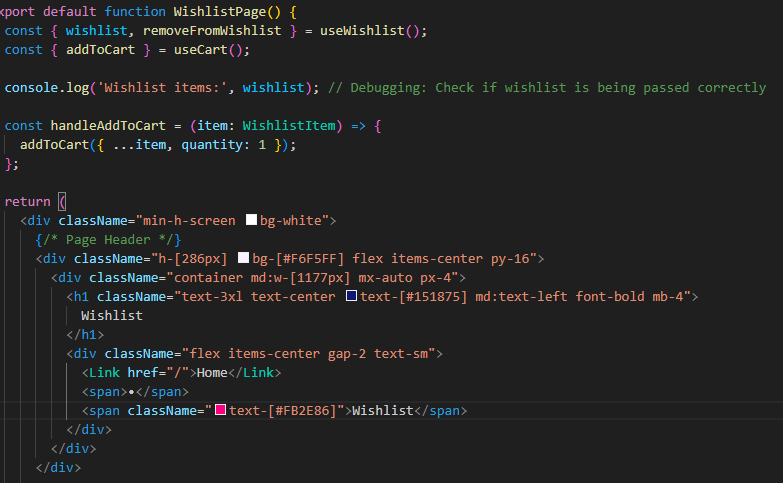 xport default function WishlistPage() {
const { wishlist, removeFromWishlist } = useWishlist();
const { addToCart } = useCart();
console.log('Wishlist items:', wishlist); // Debugging: Check if wishlist is being passed correctly
const handleAddToCart = (item: WishlistItem) => {
addToCart({ ...item, quantity: 1 });
};
return (
<div className="min-h-screen bg-white">
{/* Page Header */}
<div className="h-[286px] bg-[#F6F5FF] flex items-center py-16">
<div className="container md:w-[1177px] mx-auto px-4">
<h1 className="text-3xl text-center text-[#151875] md:text-left font-bold mb-4">
Wishlist
</h1>
<div className="flex items-center gap-2 text-sm">
<Link href="/">Home</Link>
<span>•</span>
<span className="text-[#FB2E86]">Wishlist</span>
</div>
</div>
</div>